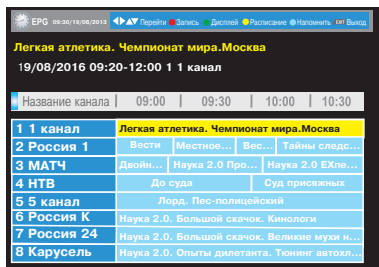 EPG 09:30/19/08/2013 Перейти Запись Дисплей Расписание Напомнить EXIT Выход
Легкая атлетика. Чемпионат мира.Москва
19/08/2016 09:20-12:00 1 1 канал
Название канала | 09:00 | 09:30 | 10:00 | 10:30
1 1 канал Легкая атлетика. Чемпионат мира.Москва
2 Россия 1 Вести Местное... Вес... Тайны следс...
3 МАТЧ Двойн... Наука 2.0 Про... Наука 2.0 EXпе...
4 НТВ До суда Суд присяжных
5 5 канал Лорд. Пес-полицейский
6 Россия К Наука 2.0. Большой скачок. Кинологи
7 Россия 24 Наука 2.0. Большой скачок. Великие мухи н...
8 Карусель Наука 2.0. Опыты дилетанта. Тюнинг автохл...